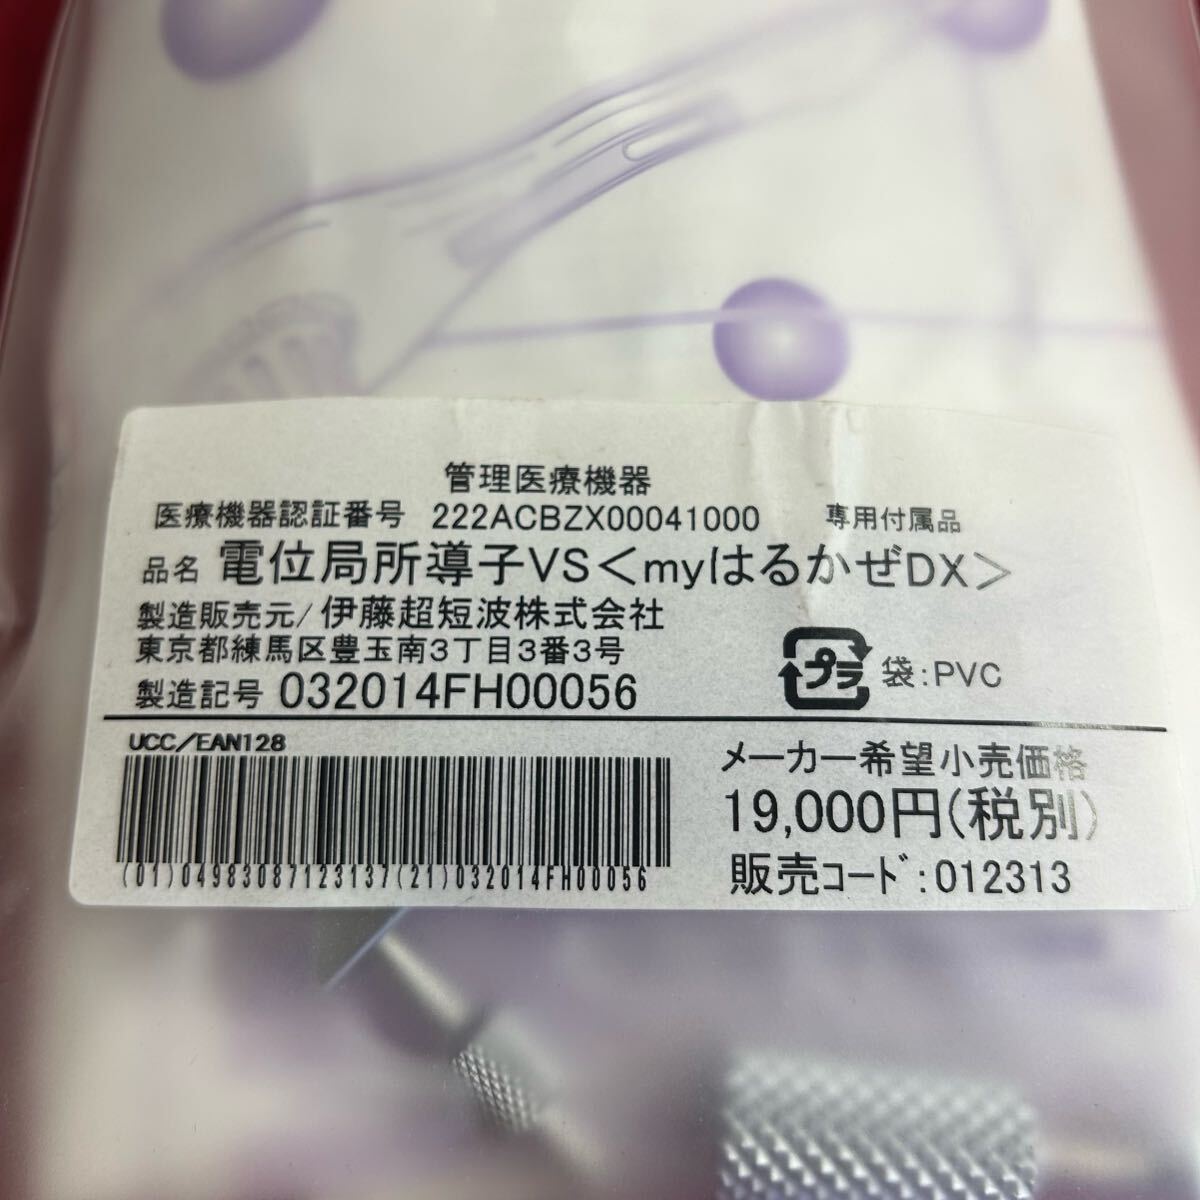 管理医療機器
医療機器認証番号 222ACBZX00041000 専用付属品
品名 電位局所導子VS＜myはるかぜDX＞
製造販売元/伊藤超短波株式会社
東京都練馬区豊玉南3丁目3番3号
製造記号 032014FH00056
プラ 袋:PVC
UCC/EAN128
(01)04983087123137(21)032014FH00056
メーカー希望小売価格
19,000円(税別)
販売コード:012313